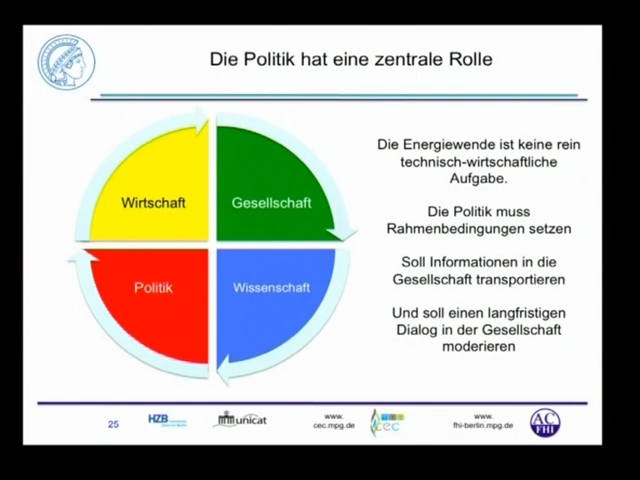 Die Politik hat eine zentrale Rolle
Wirtschaft
Gesellschaft
Politik
Wissenschaft
Die Energiewende ist keine rein
technisch-wirtschaftliche
Aufgabe.
Die Politik muss
Rahmenbedingungen setzen
Soll Informationen in die
Gesellschaft transportieren
Und soll einen langfristigen
Dialog in der Gesellschaft
moderieren
25
HZB
unicat
www.
cec.mpg.de
cec
www.
fhi-berlin.mpg.de
AC
FHI